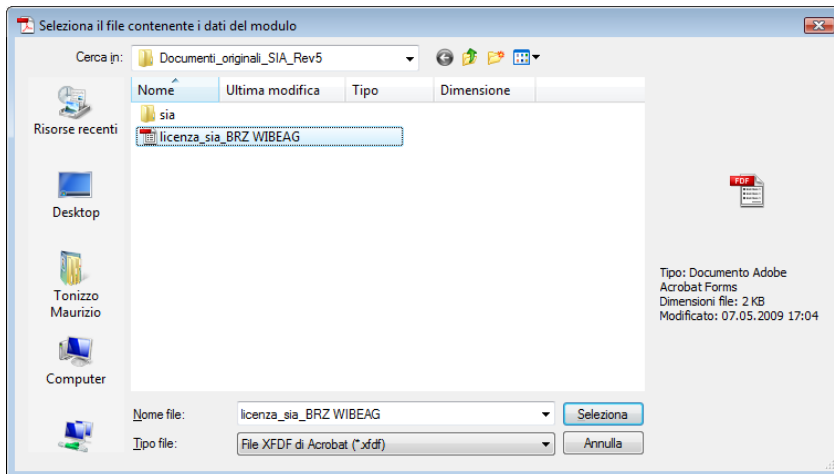 Seleziona il file contenente i dati del modulo
Cerca in: Documenti_originali_SIA_Rev5
Nome Ultima modifica Tipo Dimensione
sia
licenza_sia_BRZ WIBEAG
Risorse recenti
Desktop
Tonizzo
Maurizio
Computer
FDF
Tipo: Documento Adobe
Acrobat Forms
Dimensioni file: 2 KB
Modificato: 07.05.2009 17:04
Nome file: licenza_sia_BRZ WIBEAG Seleziona
Tipo file: File XFDF di Acrobat (*.xfdf) Annulla